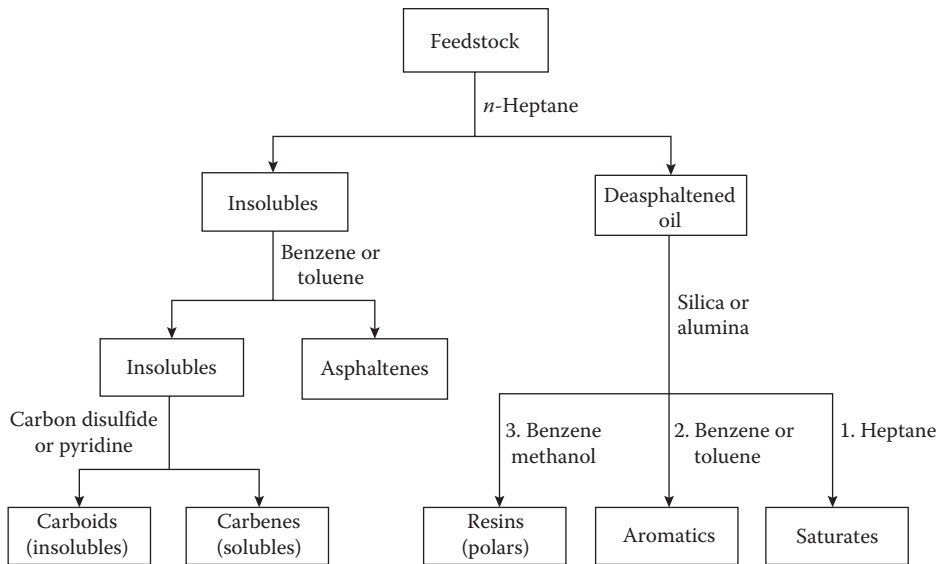 Feedstock
n-Heptane
Insolubles
Deasphaltened
oil
Benzene or
toluene
Silica or
alumina
Insolubles
Asphaltenes
Carbon disulfide
or pyridine
3. Benzene
methanol
2. Benzene or
toluene
1. Heptane
Carboids
(insolubles)
Carbenes
(solubles)
Resins
(polars)
Aromatics
Saturates